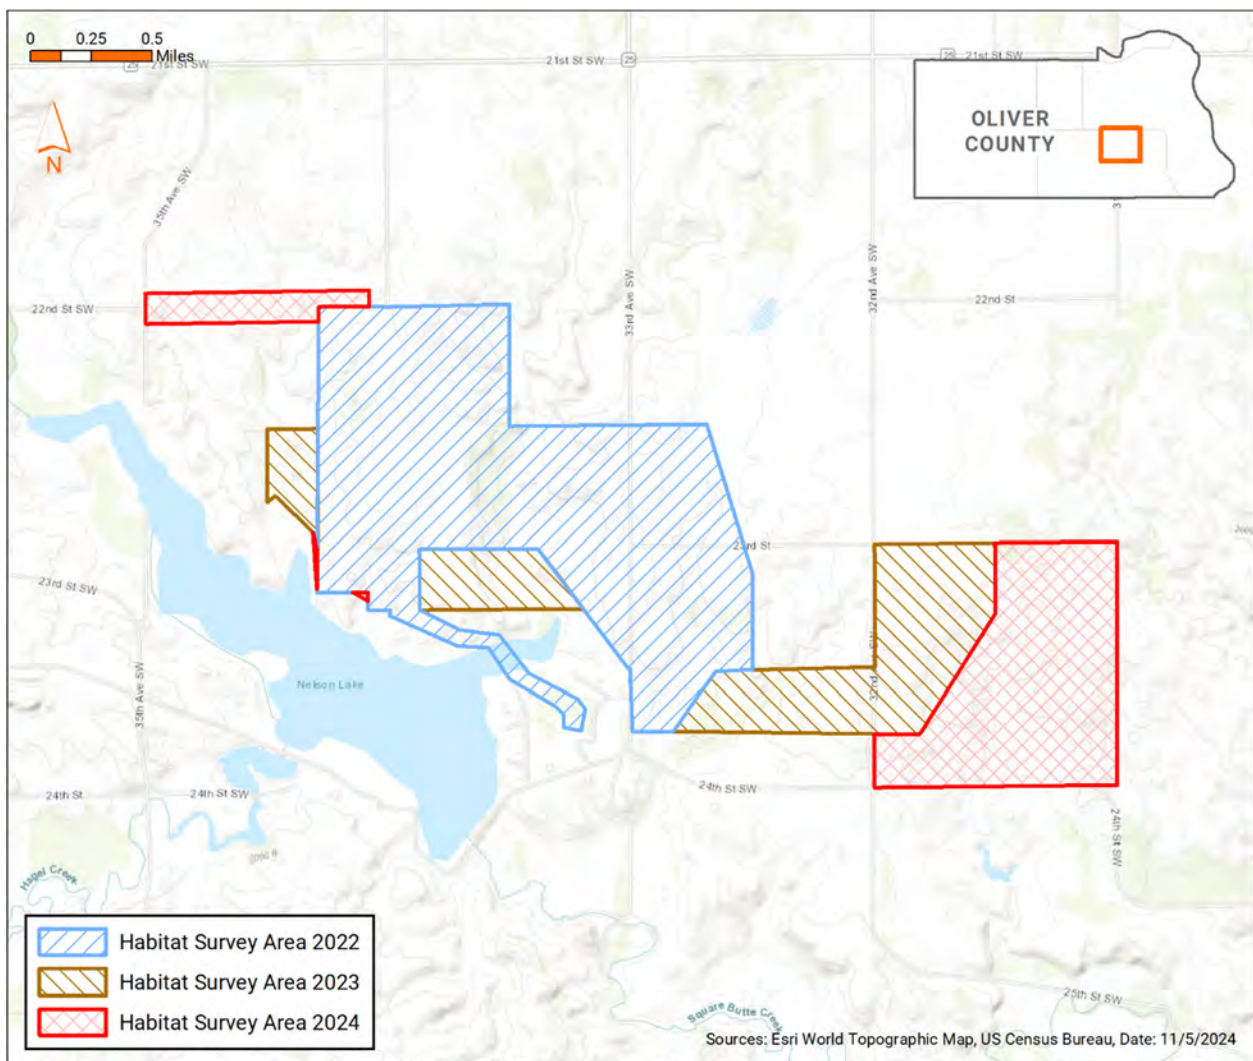 0 0.25 0.5
Miles
25
21st St SW
21st St SW
25
25
21st St SW
N
OLIVER
COUNTY
35th Ave SW
33rd Ave SW
32nd Ave SW
22nd St SW
22nd St
23rd St
23rd St SW
Nelson Lake
35th Ave SW
24th St
24th St SW
24th St SW
24th St SW
Hagel Creek
Square Butte Creek
25th St SW
Habitat Survey Area 2022
Habitat Survey Area 2023
Habitat Survey Area 2024
Sources: Esri World Topographic Map, US Census Bureau, Date: 11/5/2024